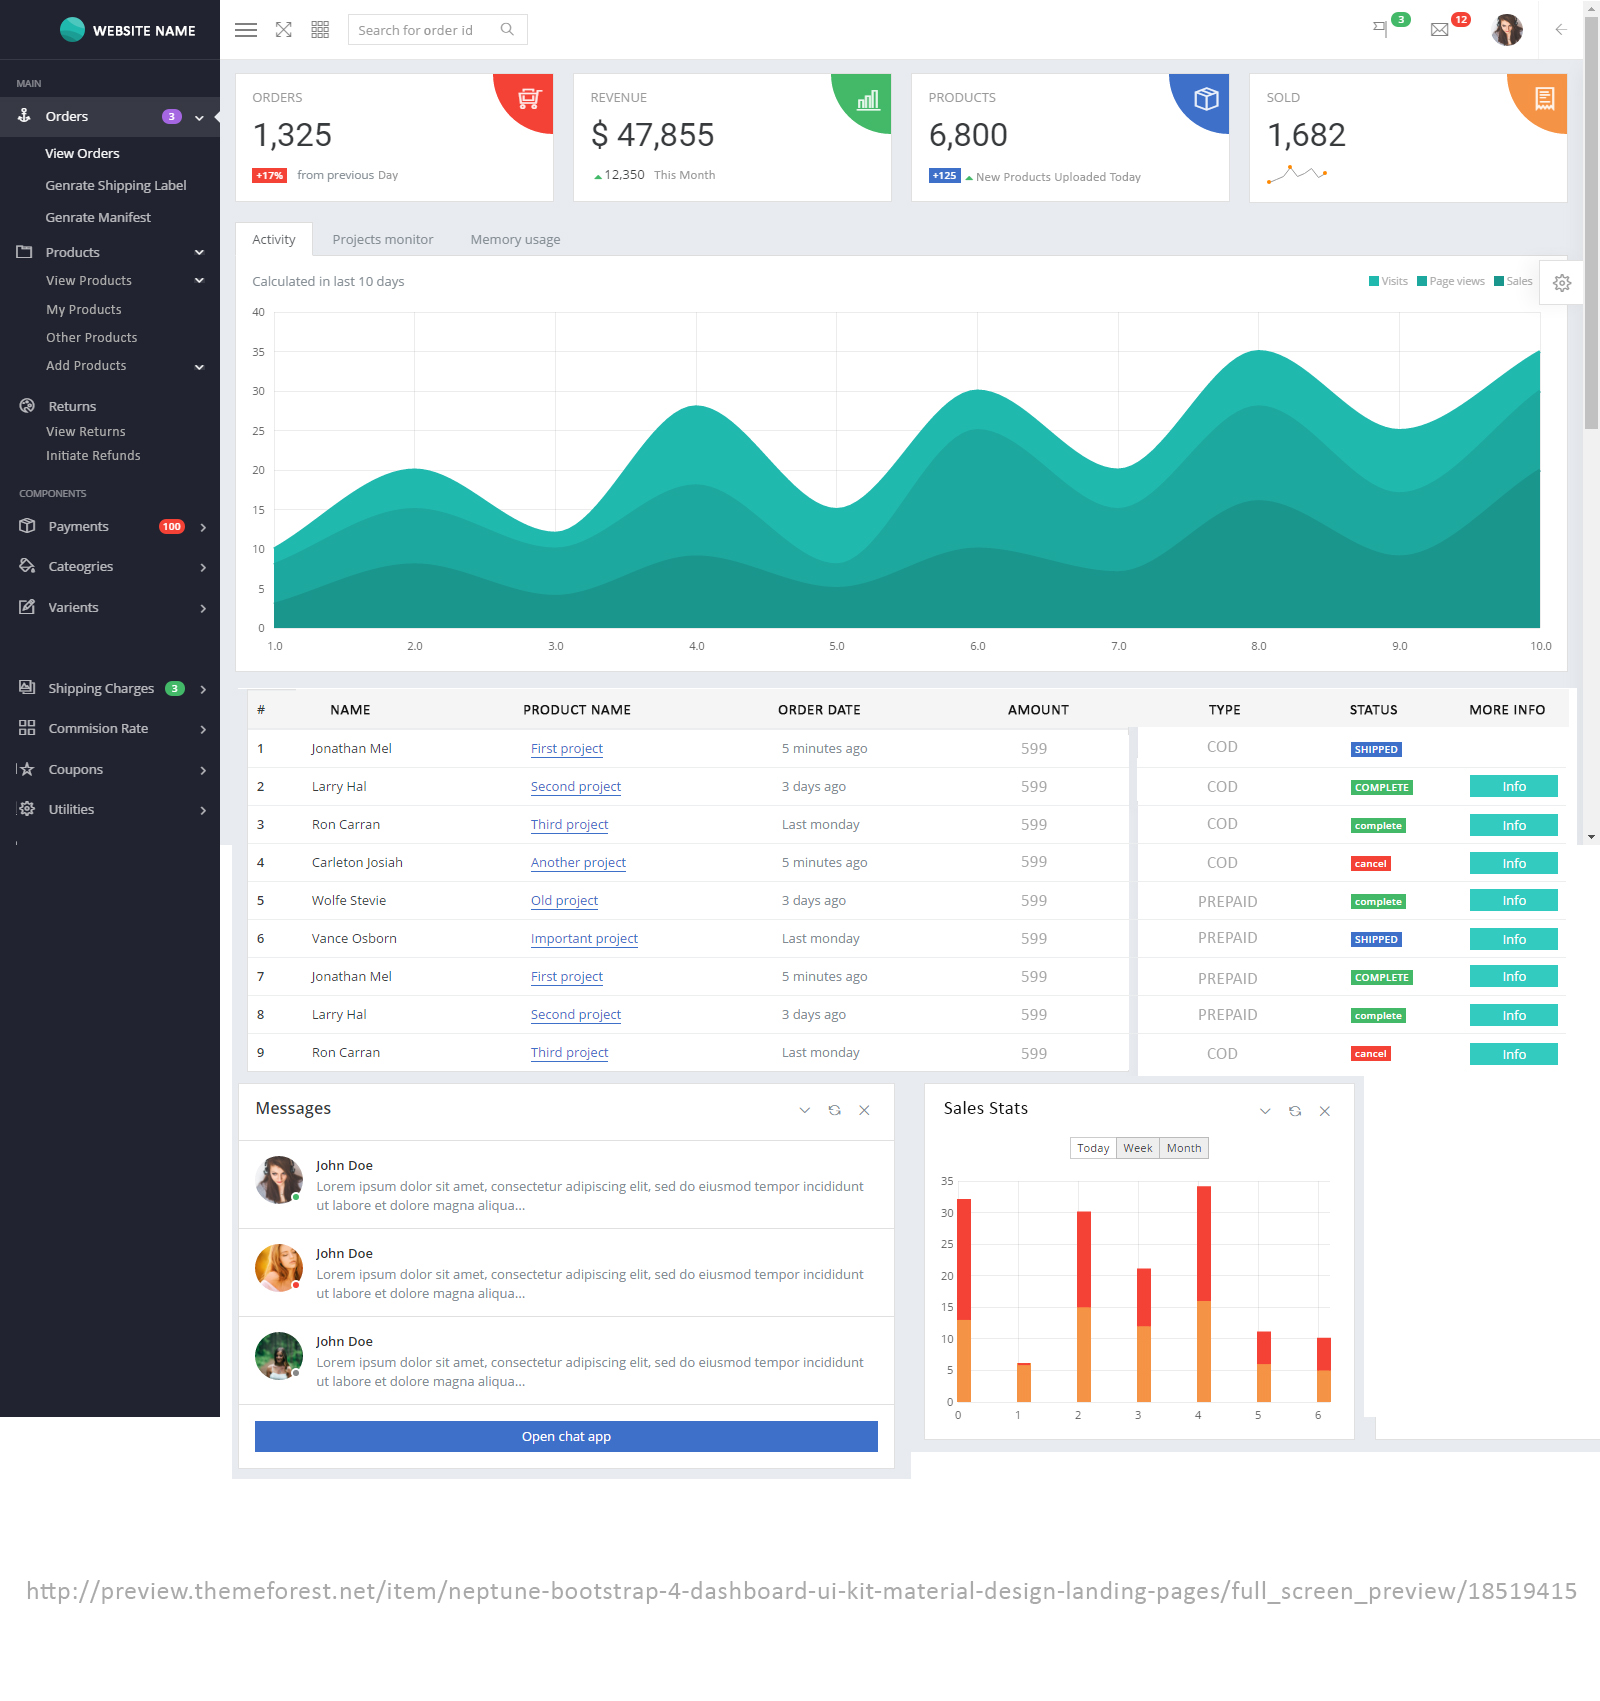 WEBSITE NAME
Search for order id
3
12
MAIN
Orders 3
View Orders
Genrate Shipping Label
Genrate Manifest
Products
View Products
My Products
Other Products
Add Products
Returns
View Returns
Initiate Refunds
COMPONENTS
Payments 100
Cateogries
Varients
Shipping Charges 3
Commision Rate
Coupons
Utilities
ORDERS
1,325
+17% from previous Day
REVENUE
$ 47,855
12,350 This Month
PRODUCTS
6,800
+125 New Products Uploaded Today
SOLD
1,682
Activity Projects monitor Memory usage
Calculated in last 10 days
Visits Page views Sales
40
35
30
25
20
15
10
5
0
1.0 2.0 3.0 4.0 5.0 6.0 7.0 8.0 9.0 10.0
# NAME PRODUCT NAME ORDER DATE AMOUNT TYPE STATUS MORE INFO
1 Jonathan Mel First project 5 minutes ago 599 COD SHIPPED
2 Larry Hal Second project 3 days ago 599 COD COMPLETE Info
3 Ron Carran Third project Last monday 599 COD complete Info
4 Carleton Josiah Another project 5 minutes ago 599 COD cancel Info
5 Wolfe Stevie Old project 3 days ago 599 PREPAID complete Info
6 Vance Osborn Important project Last monday 599 PREPAID SHIPPED Info
7 Jonathan Mel First project 5 minutes ago 599 PREPAID COMPLETE Info
8 Larry Hal Second project 3 days ago 599 PREPAID complete Info
9 Ron Carran Third project Last monday 599 COD cancel Info
Messages
John Doe
Lorem ipsum dolor sit amet, consectetur adipiscing elit, sed do eiusmod tempor incididunt
ut labore et dolore magna aliqua...
John Doe
Lorem ipsum dolor sit amet, consectetur adipiscing elit, sed do eiusmod tempor incididunt
ut labore et dolore magna aliqua...
John Doe
Lorem ipsum dolor sit amet, consectetur adipiscing elit, sed do eiusmod tempor incididunt
ut labore et dolore magna aliqua...
Open chat app
Sales Stats
Today Week Month
35
30
25
20
15
10
5
0
0 1 2 3 4 5 6
http://preview.themeforest.net/item/neptune-bootstrap-4-dashboard-ui-kit-material-design-landing-pages/full_screen_preview/18519415